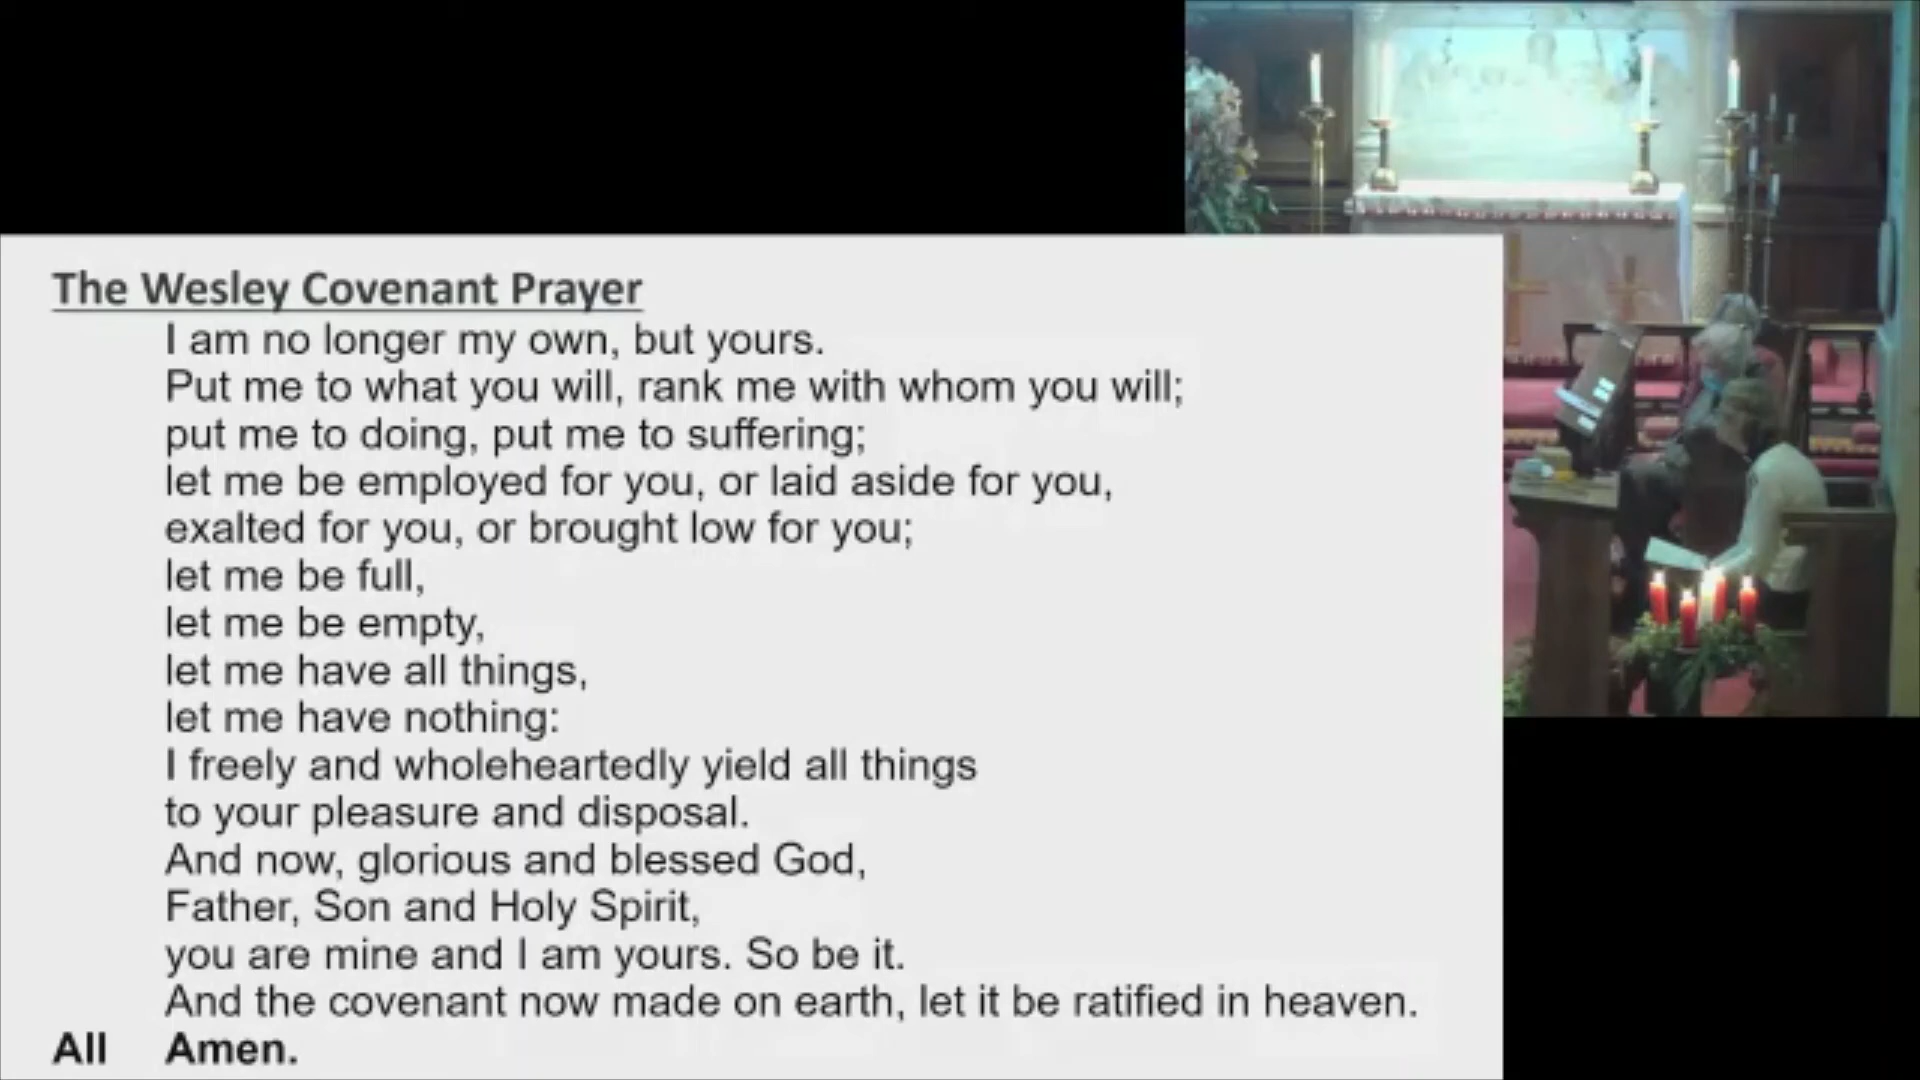 The Wesley Covenant Prayer
I am no longer my own, but yours.
Put me to what you will, rank me with whom you will;
put me to doing, put me to suffering;
let me be employed for you, or laid aside for you,
exalted for you, or brought low for you;
let me be full,
let me be empty,
let me have all things,
let me have nothing:
I freely and wholeheartedly yield all things
to your pleasure and disposal.
And now, glorious and blessed God,
Father, Son and Holy Spirit,
you are mine and I am yours. So be it.
And the covenant now made on earth, let it be ratified in heaven.
All Amen.